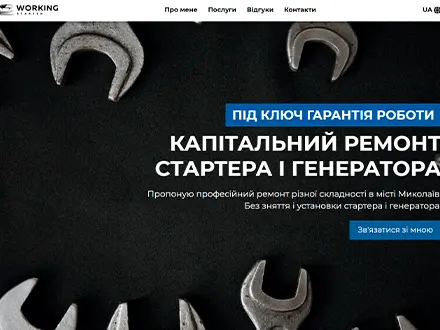 WORKING
STARTER
Про мене Послуги Відгуки Контакти UA
ПІД КЛЮЧ ГАРАНТІЯ РОБОТИ
КАПІТАЛЬНИЙ РЕМОНТ
СТАРТЕРА І ГЕНЕРАТОРА
Пропоную професійний ремонт різної складності в місті Миколаїв
Без зняття і установки стартера і генератора
Зв'язатися зі мною